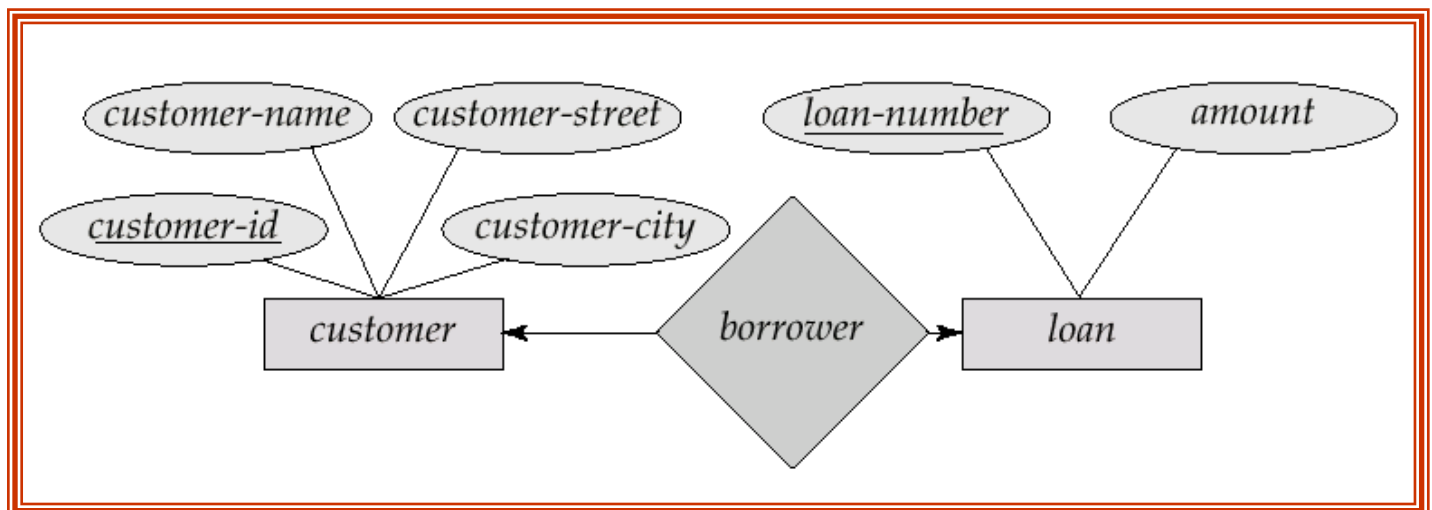 customer-name
customer-street
loan-number
amount
customer-id
customer-city
customer
borrower
loan